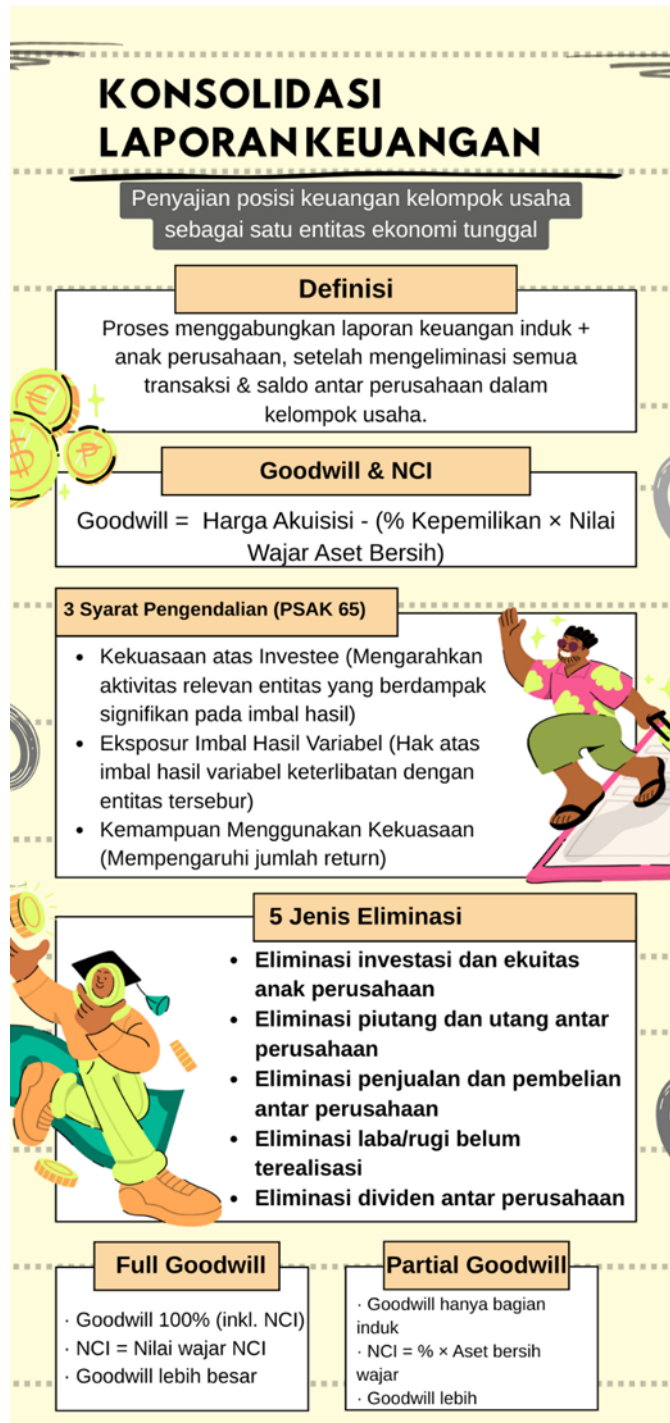 KONSOLIDASI
LAPORAN KEUANGAN
Penyajian posisi keuangan kelompok usaha
sebagai satu entitas ekonomi tunggal
Definisi
Proses menggabungkan laporan keuangan induk +
anak perusahaan, setelah mengeliminasi semua
transaksi & saldo antar perusahaan dalam
kelompok usaha.
Goodwill & NCI
Goodwill = Harga Akuisisi - (% Kepemilikan × Nilai
Wajar Aset Bersih)
3 Syarat Pengendalian (PSAK 65)
• Kekuasaan atas Investee (Mengarahkan
aktivitas relevan entitas yang berdampak
signifikan pada imbal hasil)
• Eksposur Imbal Hasil Variabel (Hak atas
imbal hasil variabel keterlibatan dengan
entitas tersebur)
• Kemampuan Menggunakan Kekuasaan
(Mempengaruhi jumlah return)
5 Jenis Eliminasi
• Eliminasi investasi dan ekuitas
anak perusahaan
• Eliminasi piutang dan utang antar
perusahaan
• Eliminasi penjualan dan pembelian
antar perusahaan
• Eliminasi laba/rugi belum
terealisasi
• Eliminasi dividen antar perusahaan
Full Goodwill
· Goodwill 100% (inkl. NCI)
· NCI = Nilai wajar NCI
· Goodwill lebih besar
Partial Goodwill
· Goodwill hanya bagian
induk
· NCI = % × Aset bersih
wajar
· Goodwill lebih